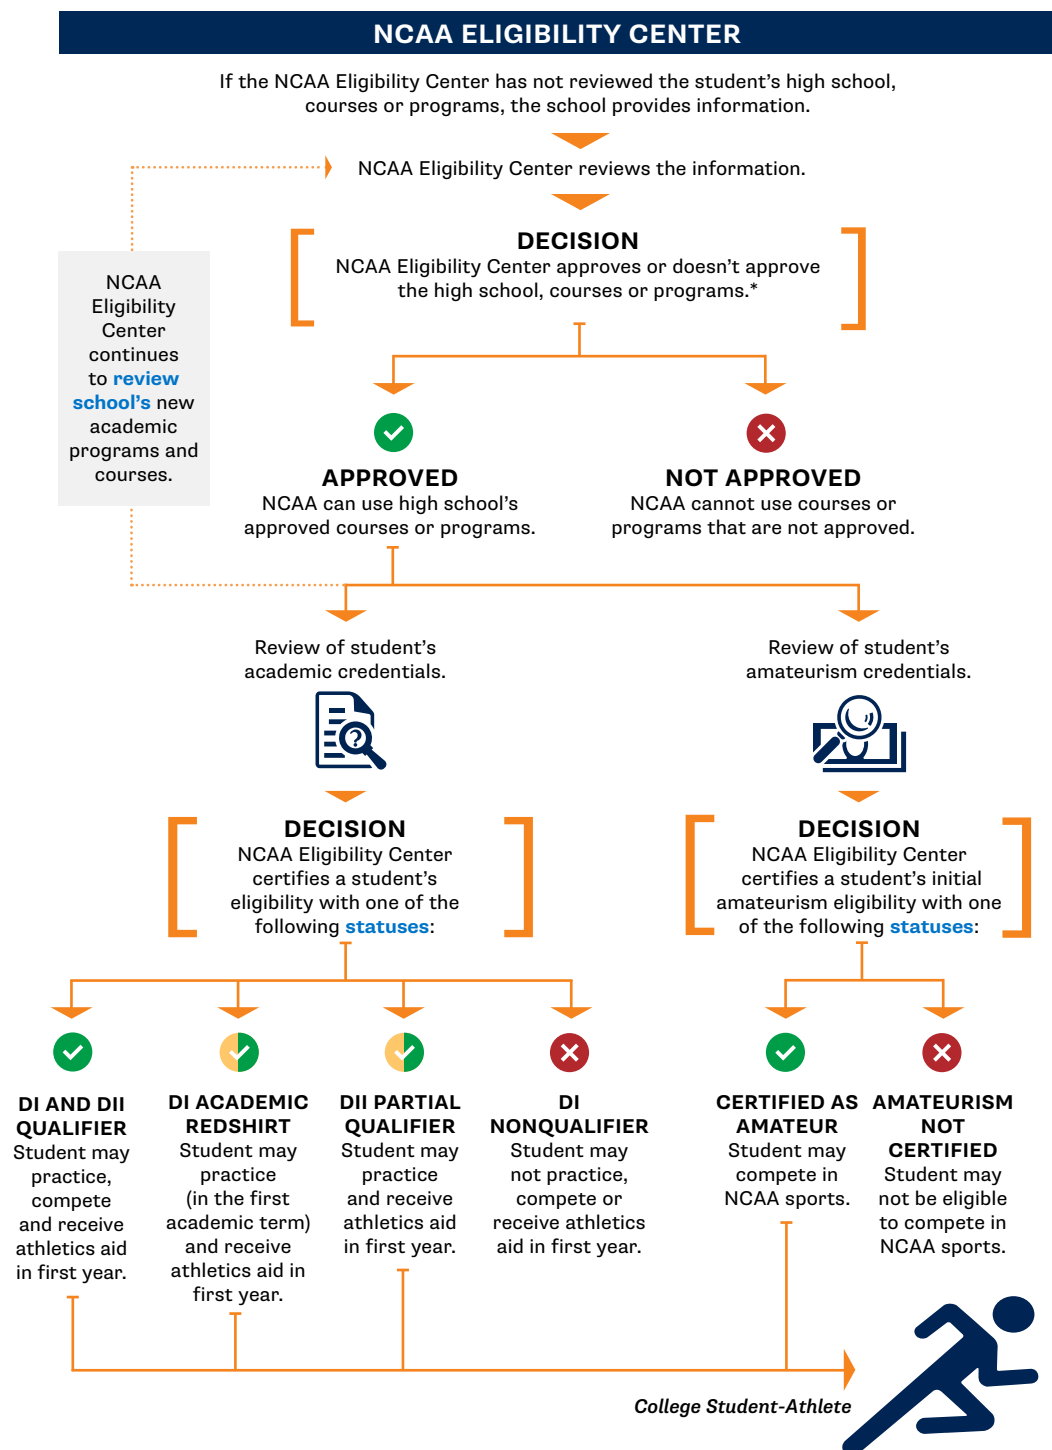 NCAA ELIGIBILITY CENTER
If the NCAA Eligibility Center has not reviewed the student's high school,
courses or programs, the school provides information.
NCAA Eligibility Center reviews the information.
DECISION
NCAA Eligibility Center approves or doesn't approve
the high school, courses or programs.*
NCAA
Eligibility
Center
continues
to review
school's new
academic
programs and
courses.
APPROVED
NCAA can use high school's
approved courses or programs.
NOT APPROVED
NCAA cannot use courses or
programs that are not approved.
Review of student's
academic credentials.
Review of student's
amateurism credentials.
?
DECISION
NCAA Eligibility Center
certifies a student's
eligibility with one of the
following statuses:
DECISION
NCAA Eligibility Center
certifies a student's initial
amateurism eligibility with one
of the following statuses:
DI AND DII
QUALIFIER
Student may
practice,
compete
and receive
athletics aid
in first year.
DI ACADEMIC
REDSHIRT
Student may
practice
(in the first
academic term)
and receive
athletics aid in
first year.
DII PARTIAL
QUALIFIER
Student may
practice
and receive
athletics aid
in first year.
DI
NONQUALIFIER
Student may
not practice,
compete or
receive athletics
aid in first year.
CERTIFIED AS
AMATEUR
Student may
compete in
NCAA sports.
AMATEURISM
NOT
CERTIFIED
Student may
not be eligible
to compete in
NCAA sports.
College Student-Athlete